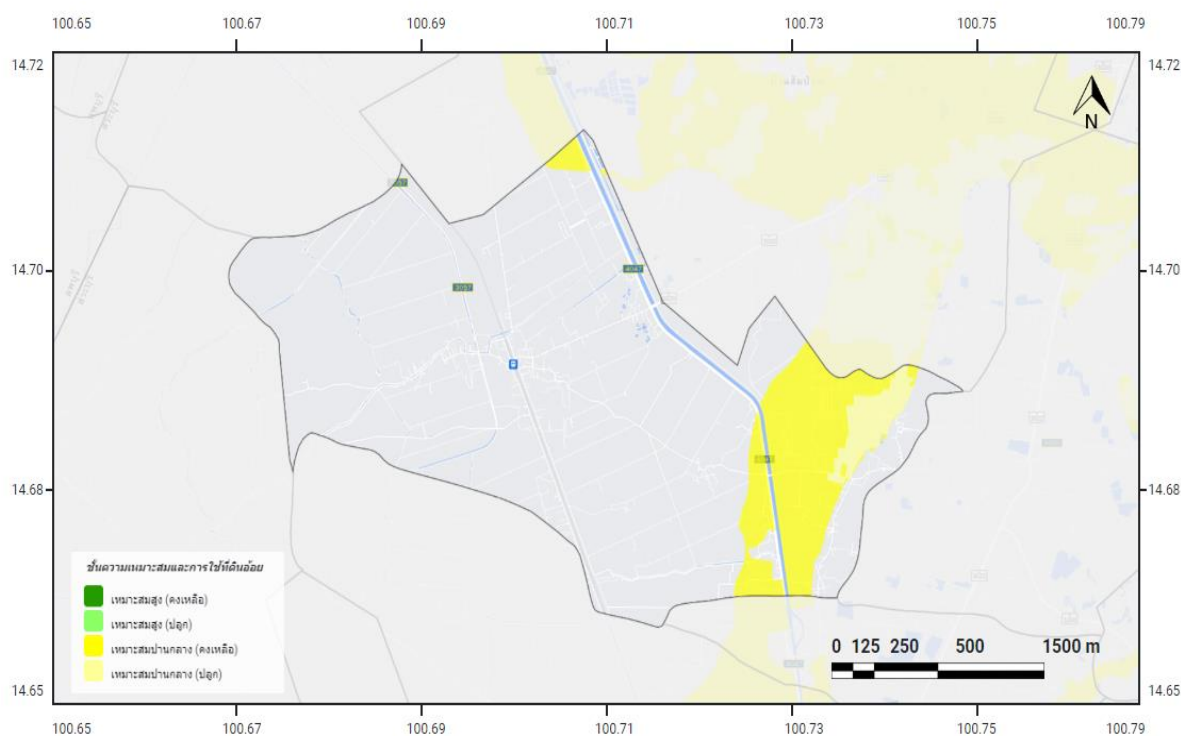 100.65 100.67 100.69 100.71 100.73 100.75 100.79
14.72 14.72
N
14.70 14.70
4047
3197
14.68 14.68
ชั้นความเหมาะสมและการใช้ที่ดินอ้อย
เหมาะสมสูง (คงเหลือ)
เหมาะสมสูง (ปลูก)
เหมาะสมปานกลาง (คงเหลือ)
เหมาะสมปานกลาง (ปลูก)
0 125 250 500 1500 m
14.65 14.65
100.65 100.67 100.69 100.71 100.73 100.75 100.79